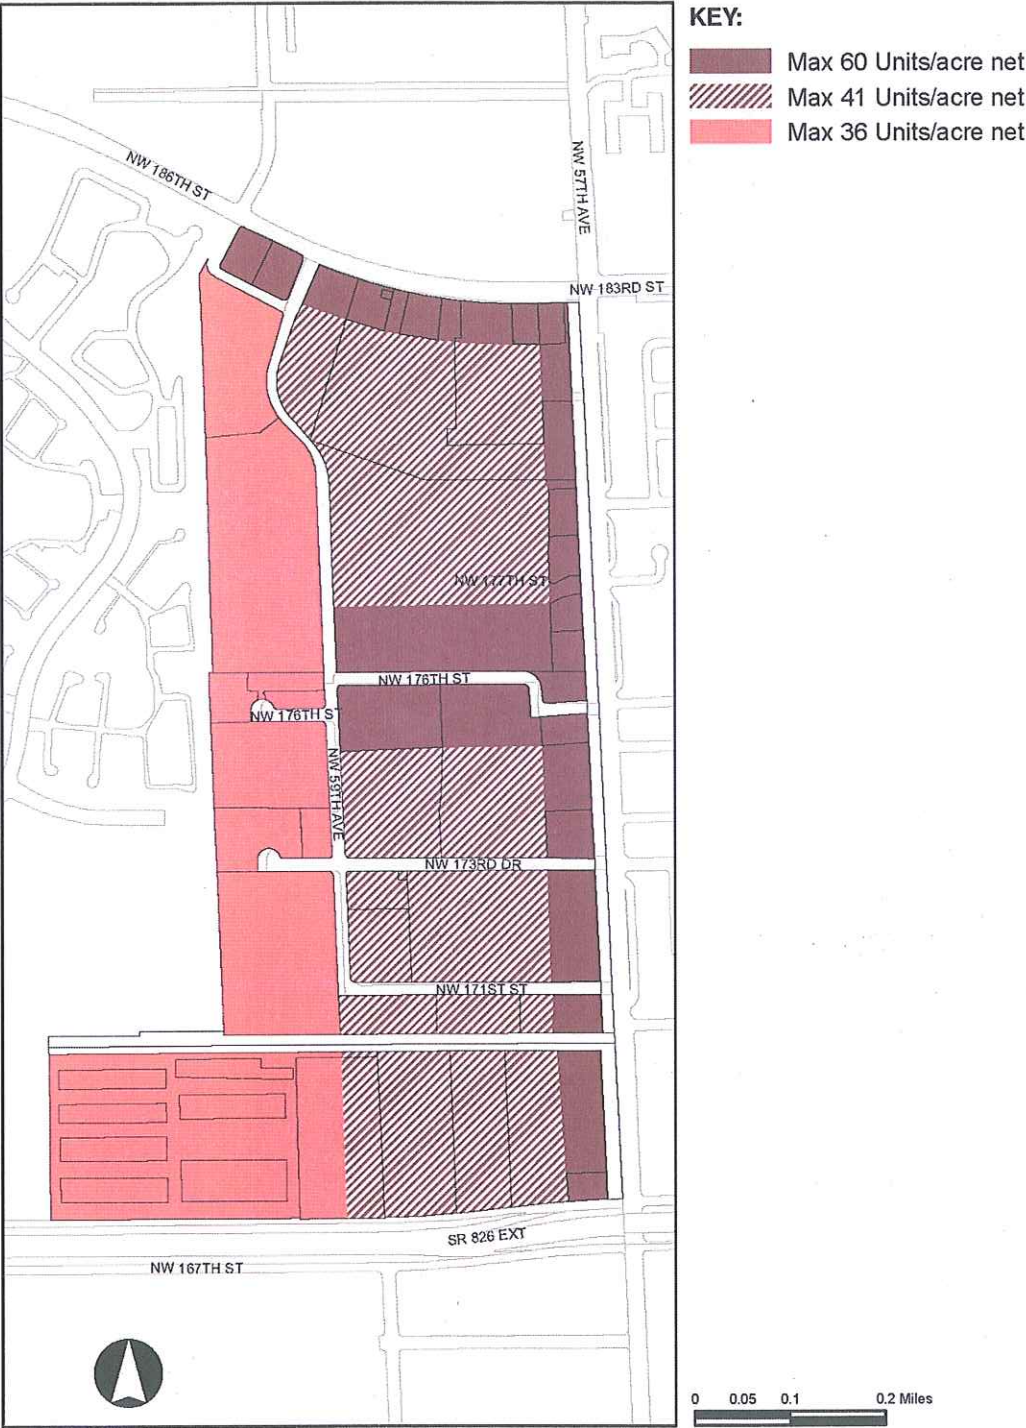 KEY:
Max 60 Units/acre net
Max 41 Units/acre net
Max 36 Units/acre net
NW 186TH ST
NW 57TH AVE
NW 183RD ST
NW 177TH ST
NW 176TH ST
NW 176TH ST
NW 59TH AVE
NW 173RD DR
NW 171ST ST
SR 826 EXT
NW 167TH ST
0 0.05 0.1 0.2 Miles